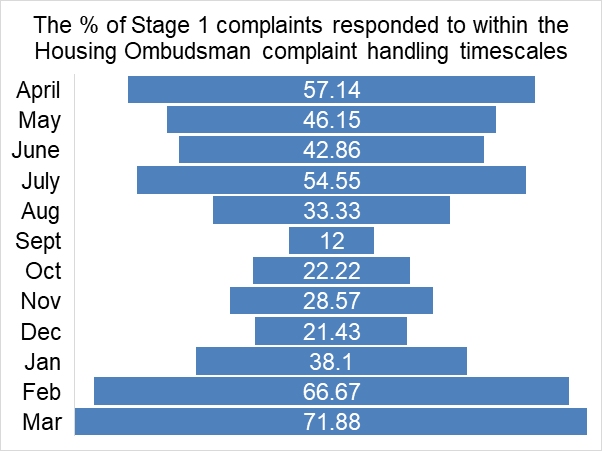 The % of Stage 1 complaints responded to within the
Housing Ombudsman complaint handling timescales
April 57.14
May 46.15
June 42.86
July 54.55
Aug 33.33
Sept 12
Oct 22.22
Nov 28.57
Dec 21.43
Jan 38.1
Feb 66.67
Mar 71.88